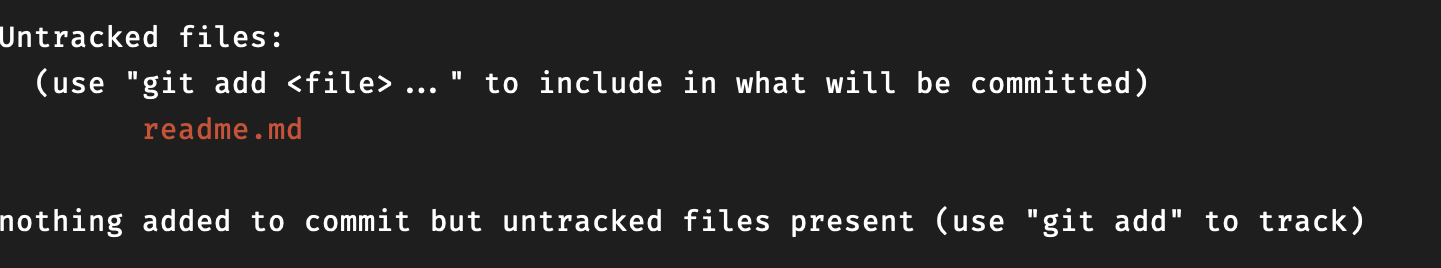 Untracked files:
  (use "git add <file>..." to include in what will be committed)
        readme.md

nothing added to commit but untracked files present (use "git add" to track)